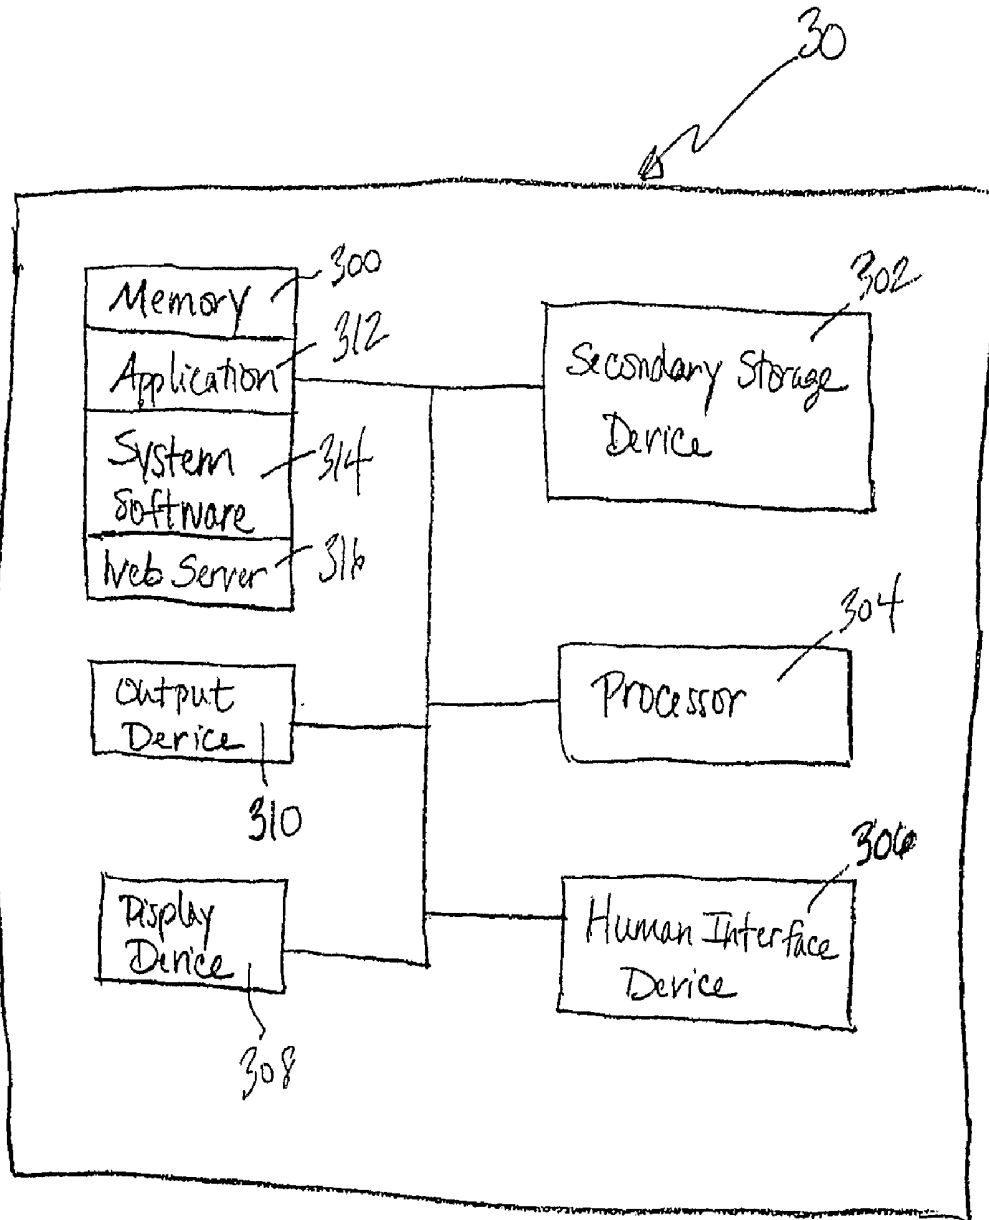 30
Memory
300
Application
312
System
Software
314
Web Server
316
Secondary Storage
Device
302
Output
Device
310
Processor
304
Display
Device
308
Human Interface
Device
306